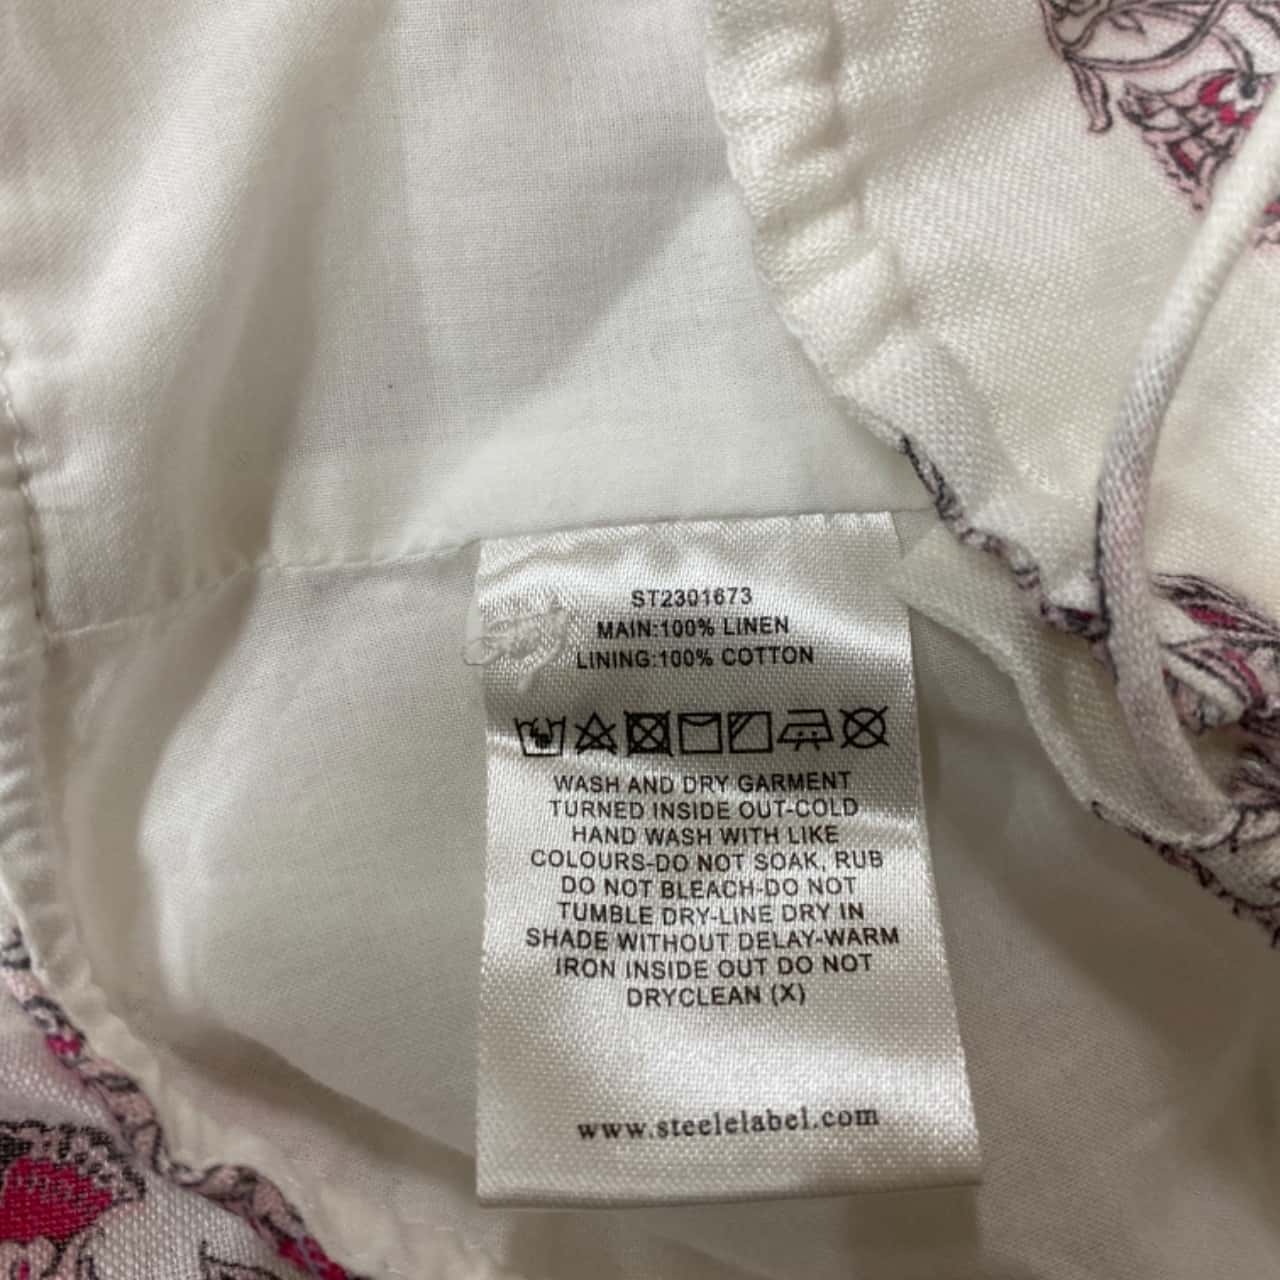 ST2301673
MAIN:100% LINEN
LINING:100% COTTON
WASH AND DRY GARMENT
TURNED INSIDE OUT-COLD
HAND WASH WITH LIKE
COLOURS-DO NOT SOAK, RUB
DO NOT BLEACH-DO NOT
TUMBLE DRY-LINE DRY IN
SHADE WITHOUT DELAY-WARM
IRON INSIDE OUT DO NOT
DRYCLEAN (X)
www.steelelabel.com